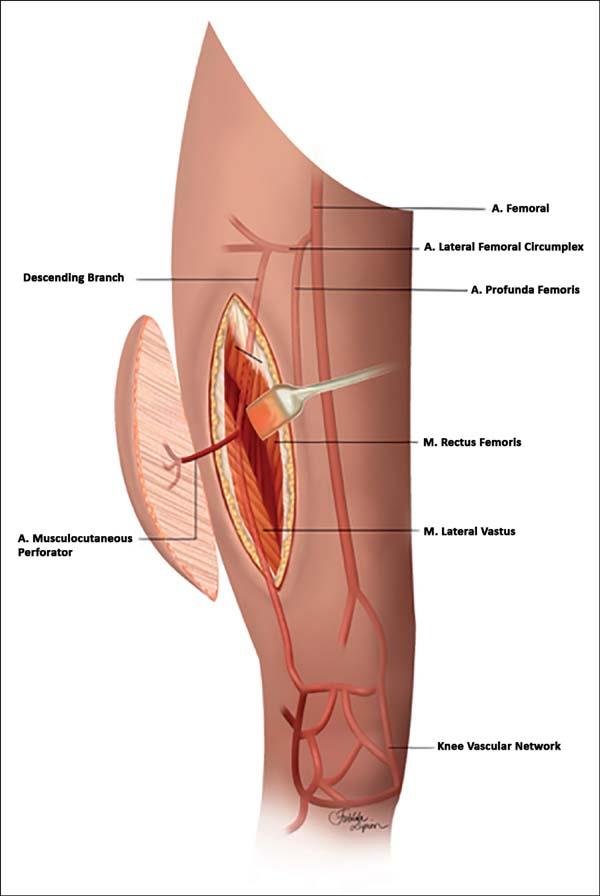 A. Femoral
A. Lateral Femoral Circumplex
Descending Branch
A. Profunda Femoris
M. Rectus Femoris
M. Lateral Vastus
A. Musculocutaneous
Perforator
Knee Vascular Network